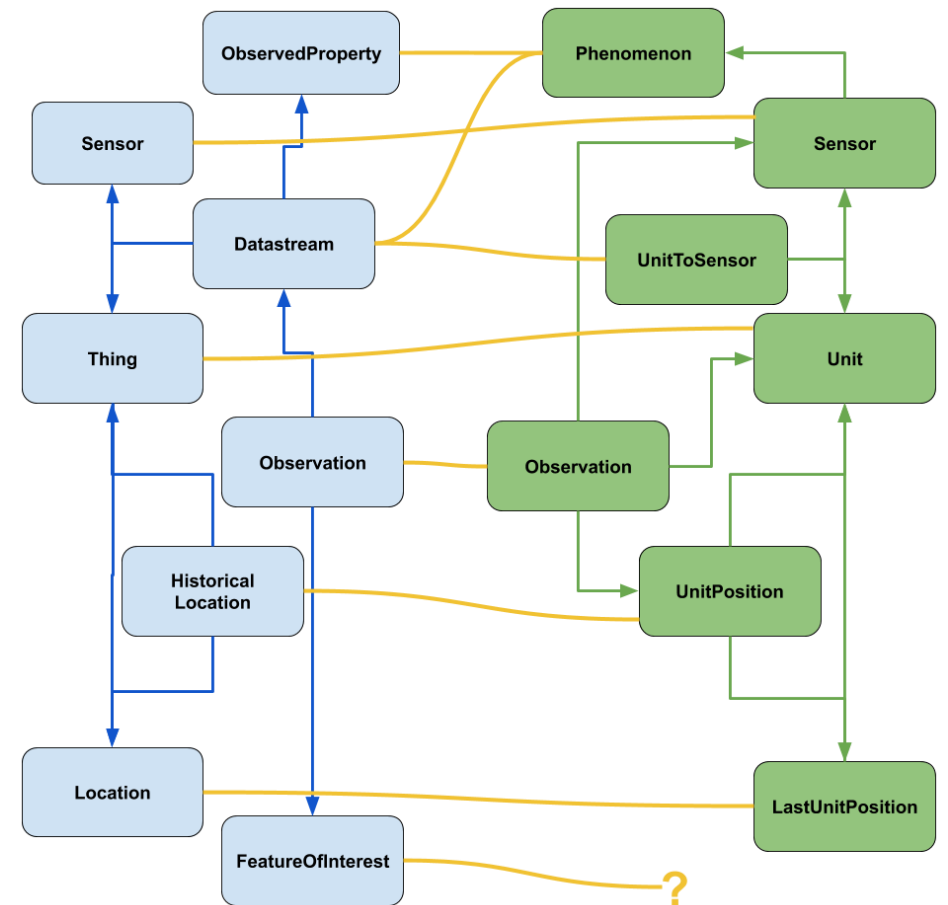 ObservedProperty
Phenomenon
Sensor
Sensor
Datastream
UnitToSensor
Thing
Unit
Observation
Observation
Historical
Location
UnitPosition
Location
LastUnitPosition
FeatureOfInterest
?